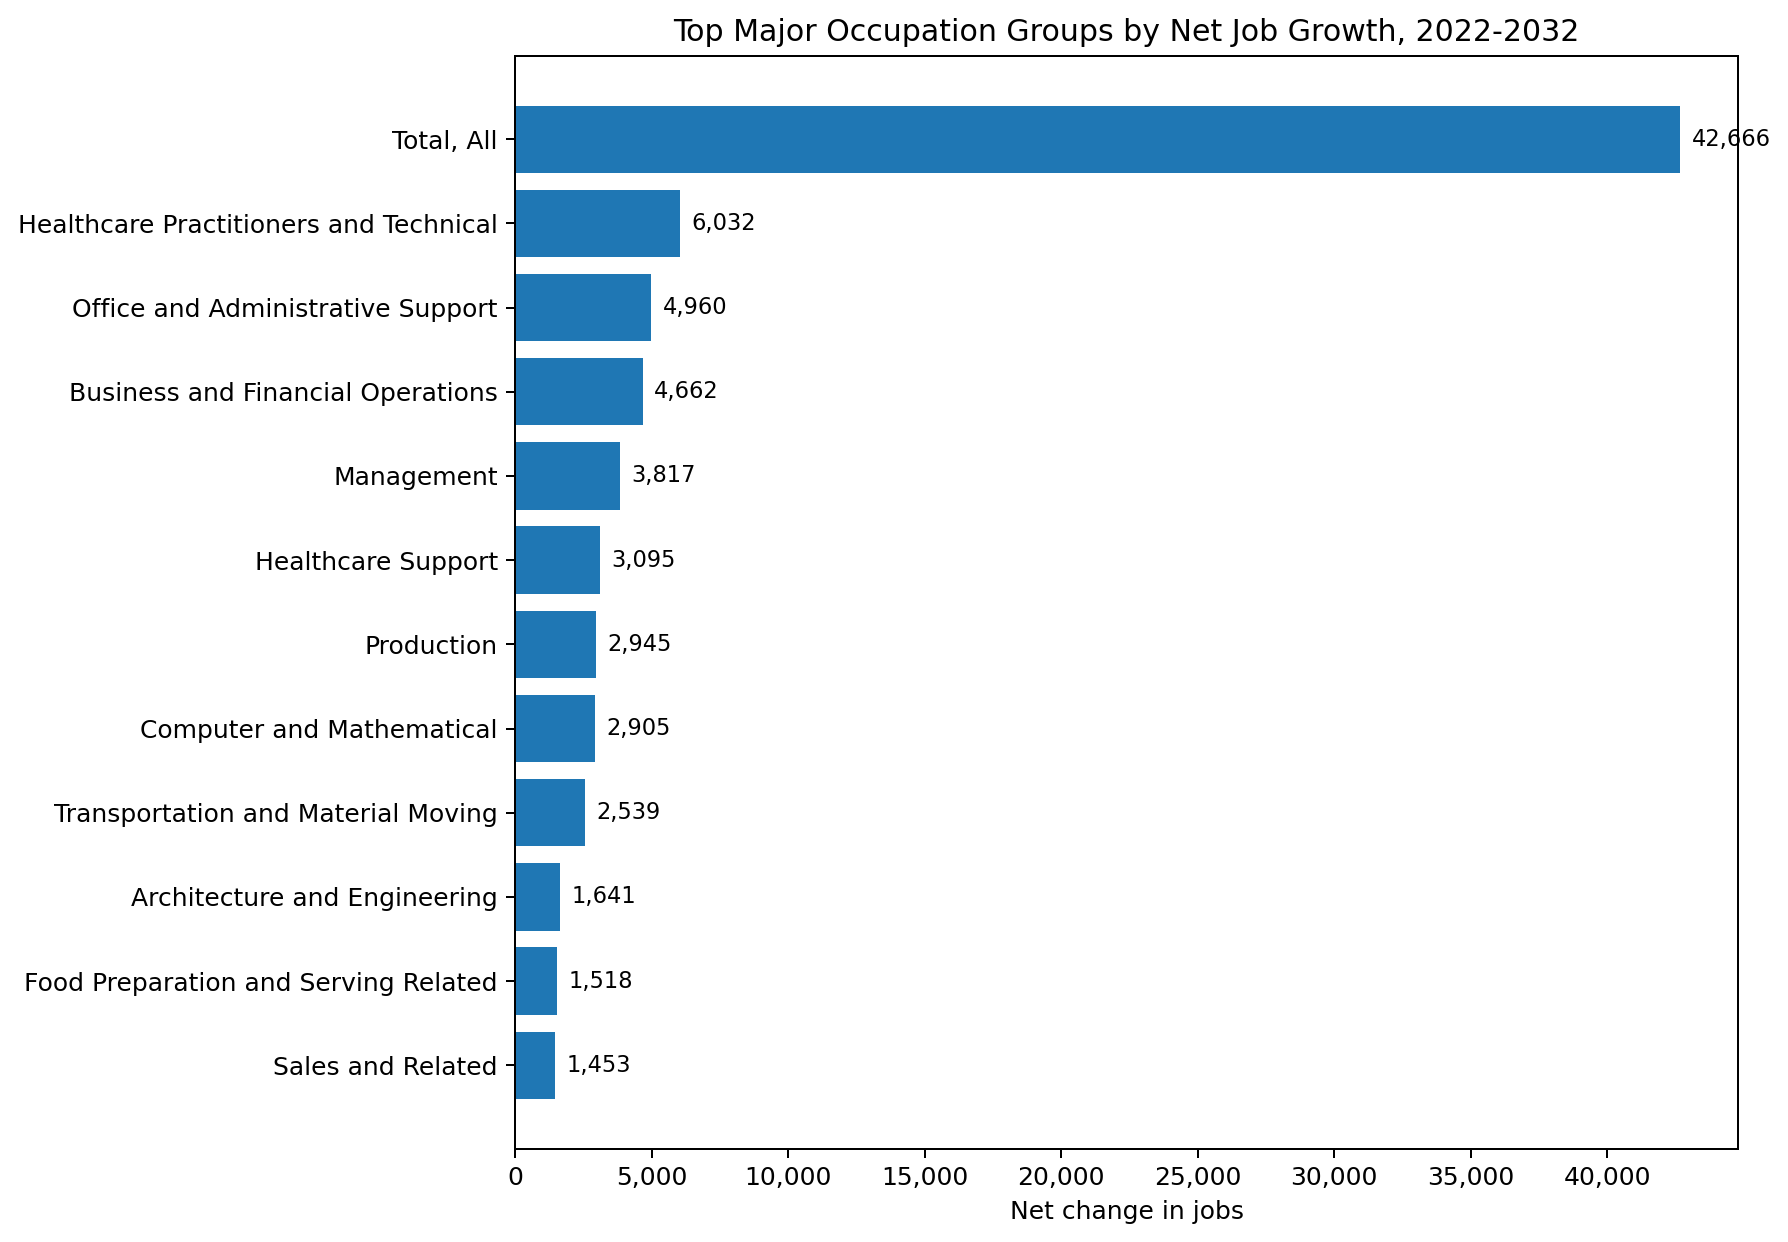 Top Major Occupation Groups by Net Job Growth, 2022-2032
Total, All
42,666
Healthcare Practitioners and Technical
6,032
Office and Administrative Support
4,960
Business and Financial Operations
4,662
Management
3,817
Healthcare Support
3,095
Production
2,945
Computer and Mathematical
2,905
Transportation and Material Moving
2,539
Architecture and Engineering
1,641
Food Preparation and Serving Related
1,518
Sales and Related
1,453
0 5,000 10,000 15,000 20,000 25,000 30,000 35,000 40,000
Net change in jobs